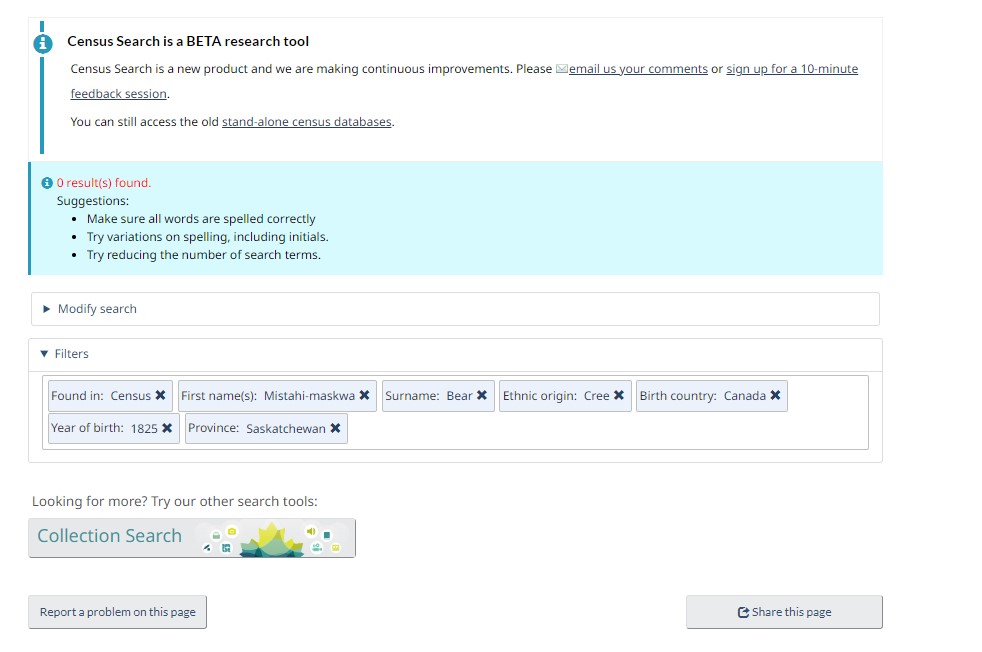 Census Search is a BETA research tool
Census Search is a new product and we are making continuous improvements. Please email us your comments or sign up for a 10-minute
feedback session.
You can still access the old stand-alone census databases.
0 result(s) found.
Suggestions:
• Make sure all words are spelled correctly
• Try variations on spelling, including initials.
• Try reducing the number of search terms.
Modify search
Filters
Found in: Census ✖ First name(s): Mistahi-maskwa ✖ Surname: Bear ✖ Ethnic origin: Cree ✖ Birth country: Canada ✖
Year of birth: 1825 ✖ Province: Saskatchewan ✖
Looking for more? Try our other search tools:
Collection Search
Report a problem on this page
Share this page